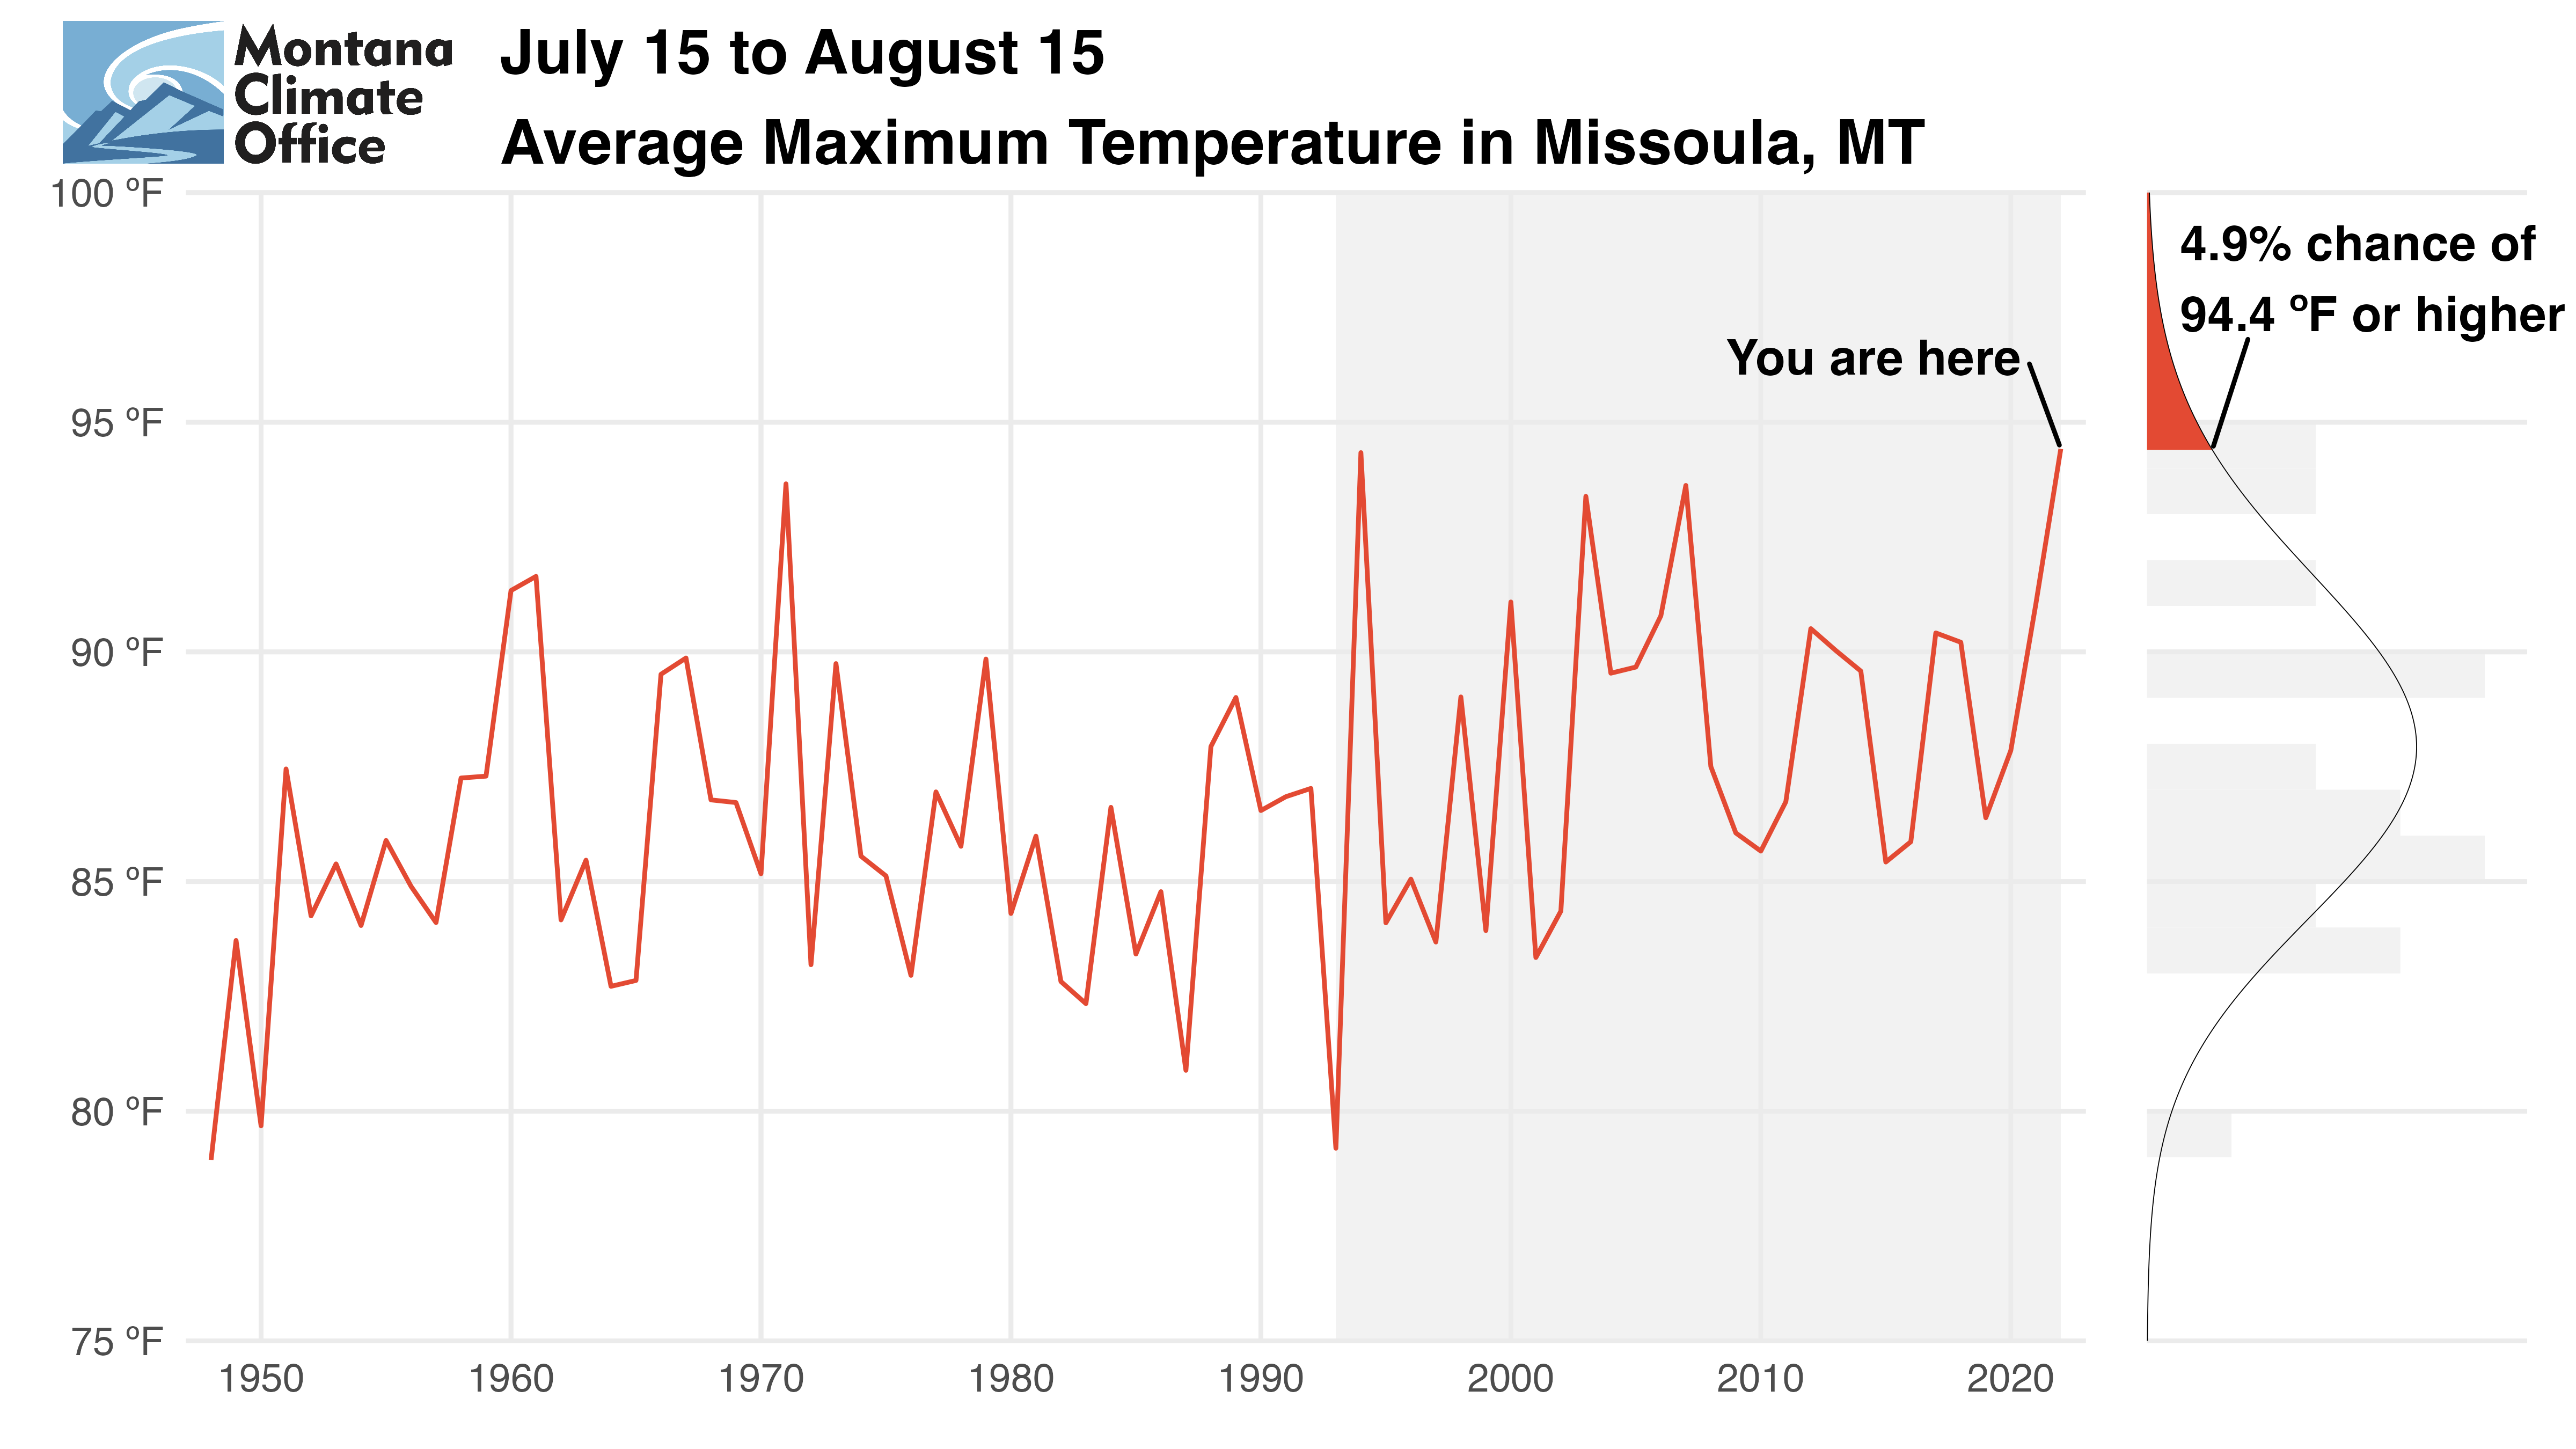 Montana
Climate
Office
July 15 to August 15
Average Maximum Temperature in Missoula, MT
100 ºF
95 ºF
90 ºF
85 ºF
80 ºF
75 ºF
You are here
4.9% chance of
94.4 ºF or higher
1950 1960 1970 1980 1990 2000 2010 2020